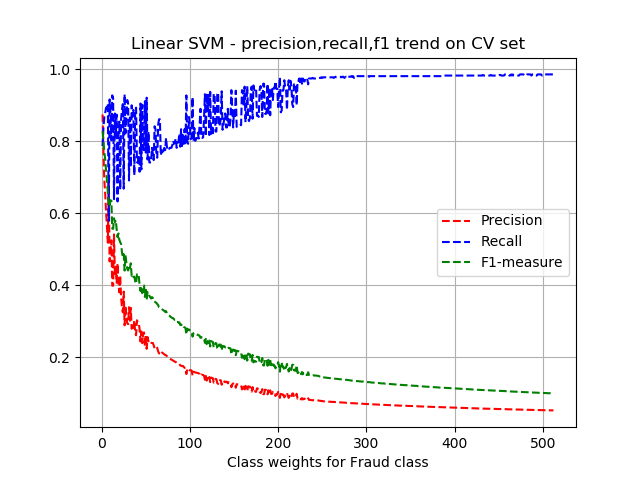 Linear SVM - precision,recall,f1 trend on CV set
1.0
0.8
0.6
0.4
0.2
Precision
Recall
F1-measure
0 100 200 300 400 500
Class weights for Fraud class